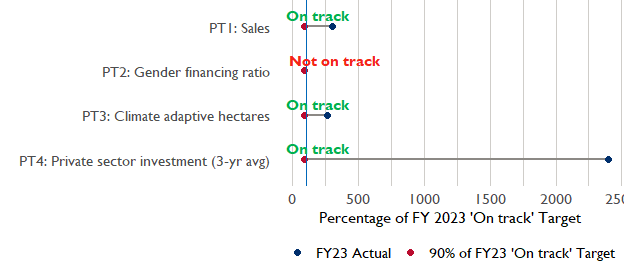 On track
PT1: Sales
Not on track
PT2: Gender financing ratio
On track
PT3: Climate adaptive hectares
On track
PT4: Private sector investment (3-yr avg)
0 500 1000 1500 2000 250
Percentage of FY 2023 'On track' Target
FY23 Actual 90% of FY23 'On track' Target